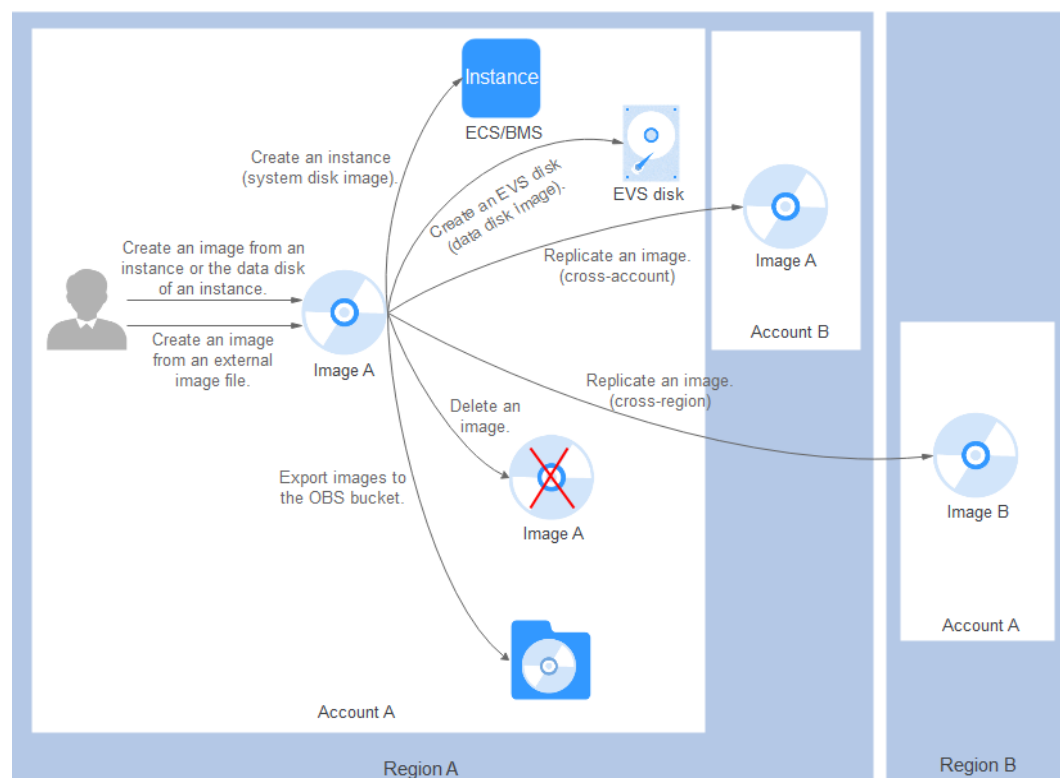 Instance
ECS/BMS
Create an instance
(system disk image).
EVS disk
Create an EVS disk
(data disk image).
Create an image from an
instance or the data disk
of an instance.
Create an image
from an external
image file.
Image A
Replicate an image.
(cross-account)
Image A
Account B
Replicate an image.
(cross-region)
Delete an
image.
Image A
Export images to
the OBS bucket.
Image B
Account A
Account A
Region A
Region B